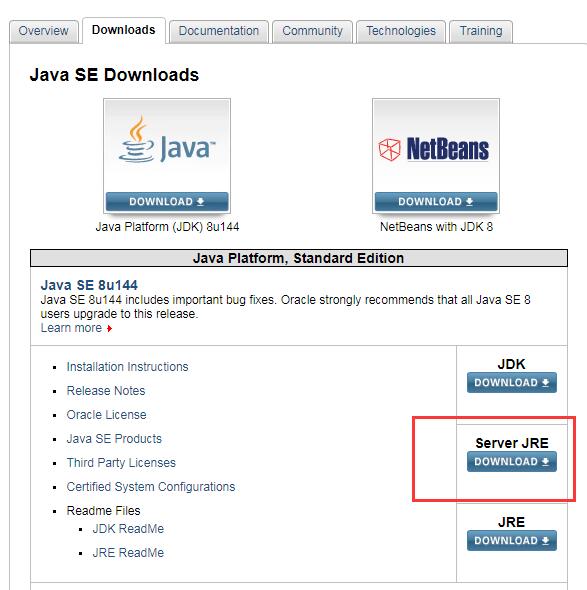 Overview
Downloads
Documentation
Community
Technologies
Training
Java SE Downloads
Java™
NetBeans
DOWNLOAD
DOWNLOAD
Java Platform (JDK) 8u144
NetBeans with JDK 8
Java Platform, Standard Edition
Java SE 8u144
Java SE 8u144 includes important bug fixes. Oracle strongly recommends that all Java SE 8
users upgrade to this release.
Learn more
Installation Instructions
Release Notes
Oracle License
Java SE Products
Third Party Licenses
Certified System Configurations
Readme Files
JDK ReadMe
JRE ReadMe
JDK
DOWNLOAD
Server JRE
DOWNLOAD
JRE
DOWNLOAD